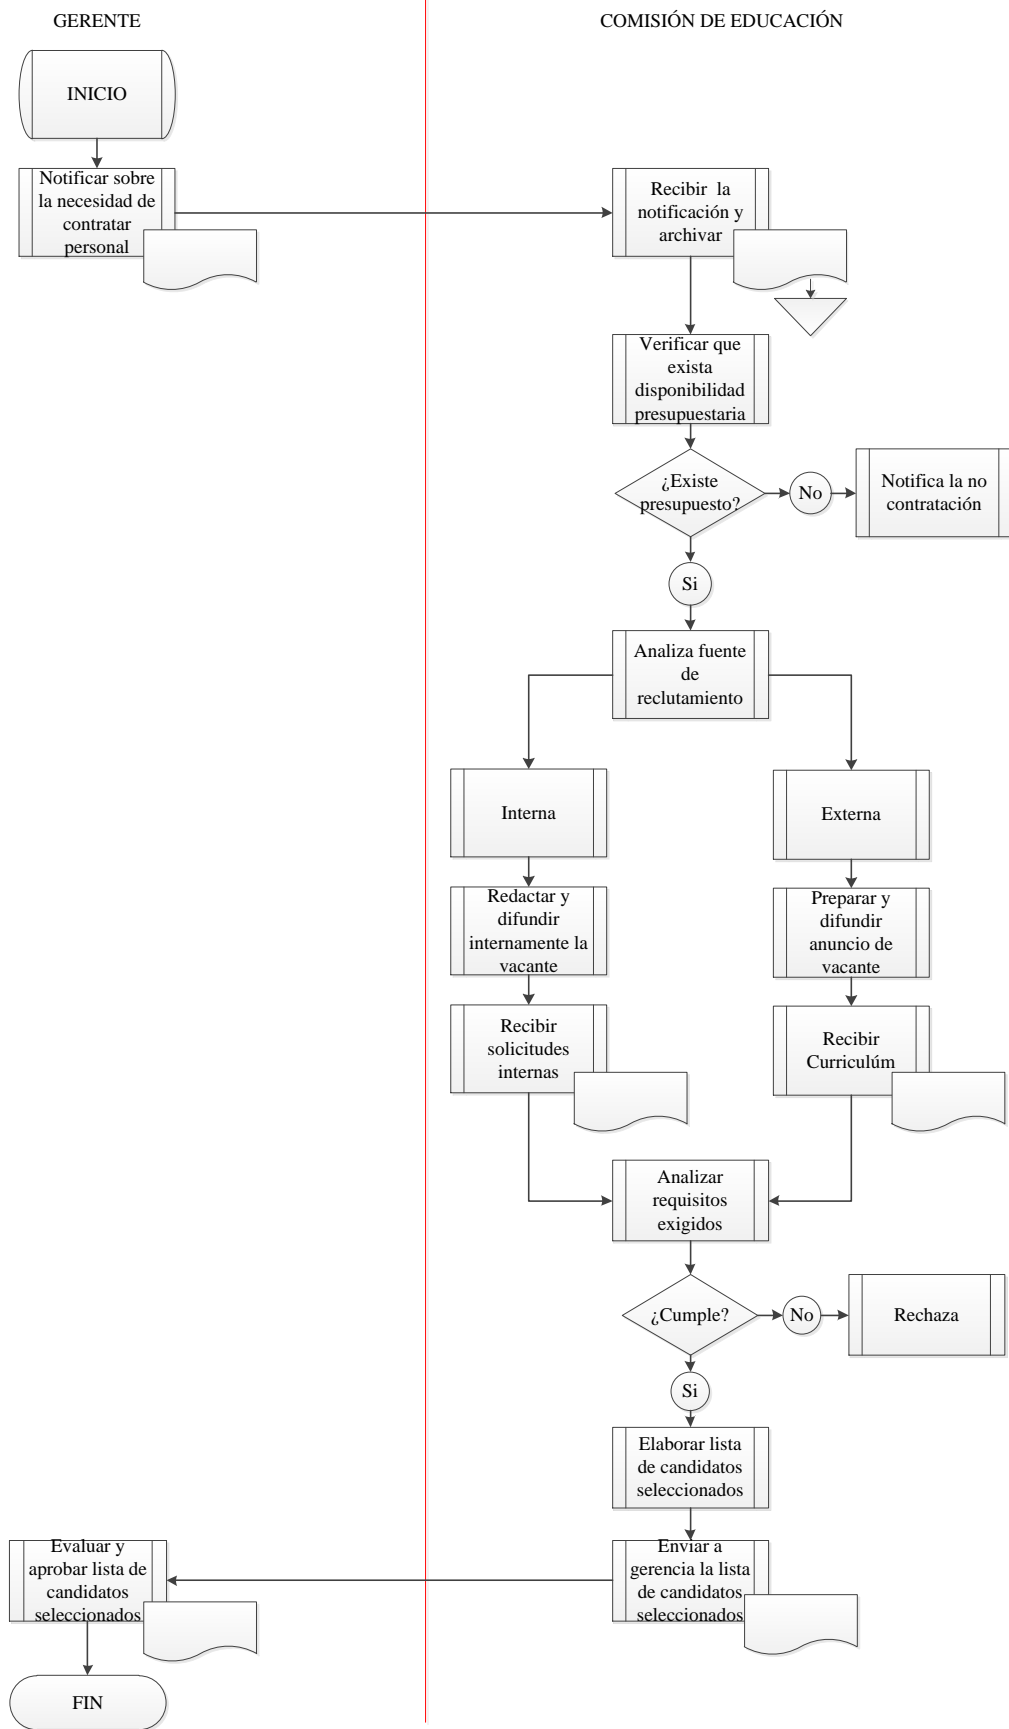 GERENTE
COMISIÓN DE EDUCACIÓN
INICIO
Notificar sobre
la necesidad de
contratar
personal
Recibir la
notificación y
archivar
Verificar que
exista
disponibilidad
presupuestaria
¿Existe
presupuesto?
No
Notifica la no
contratación
Si
Analiza fuente
de
reclutamiento
Interna
Externa
Redactar y
difundir
internamente la
vacante
Preparar y
difundir
anuncio de
vacante
Recibir
solicitudes
internas
Recibir
Curriculúm
Analizar
requisitos
exigidos
¿Cumple?
No
Rechaza
Si
Elaborar lista
de candidatos
seleccionados
Enviar a
gerencia la lista
de candidatos
seleccionados
Evaluar y
aprobar lista de
candidatos
seleccionados
FIN